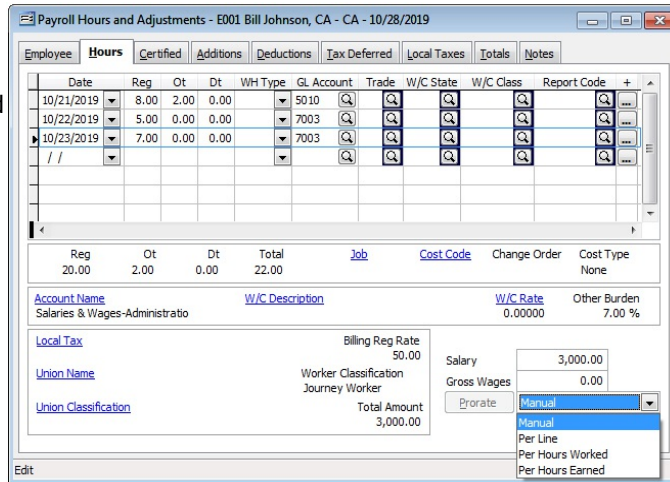 Payroll Hours and Adjustments - E001 Bill Johnson, CA - CA - 10/28/2019
Employee Hours Certified Additions Deductions Tax Deferred Local Taxes Totals Notes
Date Reg Ot Dt WH Type GL Account Trade W/C State W/C Class Report Code +
10/21/2019 8.00 2.00 0.00 5010 ...
10/22/2019 5.00 0.00 0.00 7003 ...
10/23/2019 7.00 0.00 0.00 7003 ...
/ / ...
Reg Ot Dt Total Job Cost Code Change Order Cost Type
20.00 2.00 0.00 22.00 None
Account Name W/C Description W/C Rate Other Burden
Salaries & Wages-Administratio 0.00000 7.00 %
Local Tax Billing Reg Rate
50.00
Union Name Worker Classification
Journey Worker
Union Classification Total Amount
3,000.00
Salary 3,000.00
Gross Wages 0.00
Prorate Manual
Manual
Per Line
Per Hours Worked
Per Hours Earned
Edit